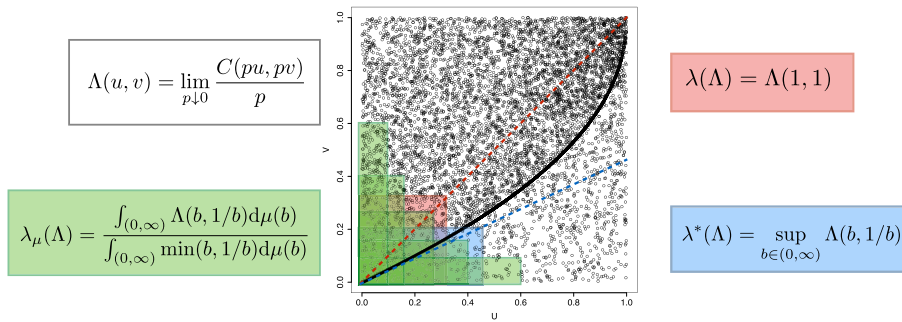 Λ(u, v) = lim_{p↓0} C(pu, pv) / p
λ(Λ) = Λ(1, 1)
λ_μ(Λ) = ∫_{(0,∞)} Λ(b, 1/b)dμ(b) / ∫_{(0,∞)} min(b, 1/b)dμ(b)
λ*(Λ) = sup_{b∈(0,∞)} Λ(b, 1/b)
V
1.0
0.8
0.6
0.4
0.2
0.0
0.0 0.2 0.4 0.6 0.8 1.0
U